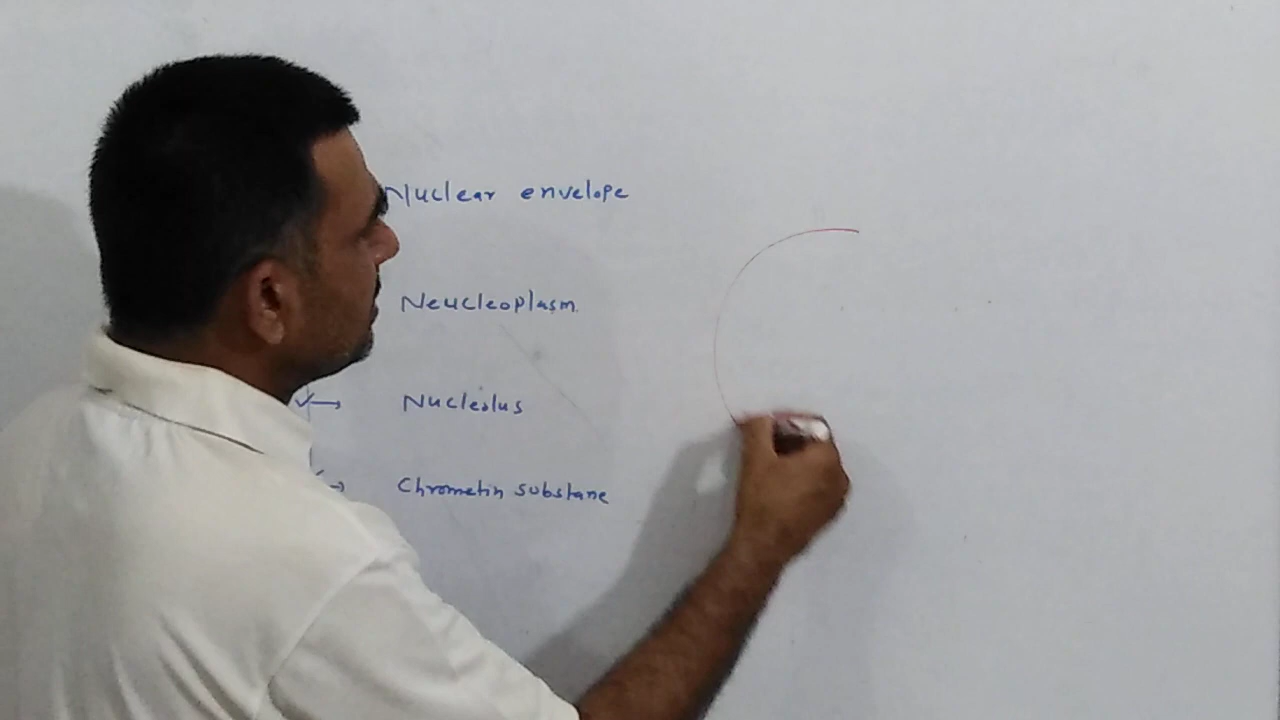 Nuclear envelope
Neucleoplasm
Nucleolus
Chrometin substane